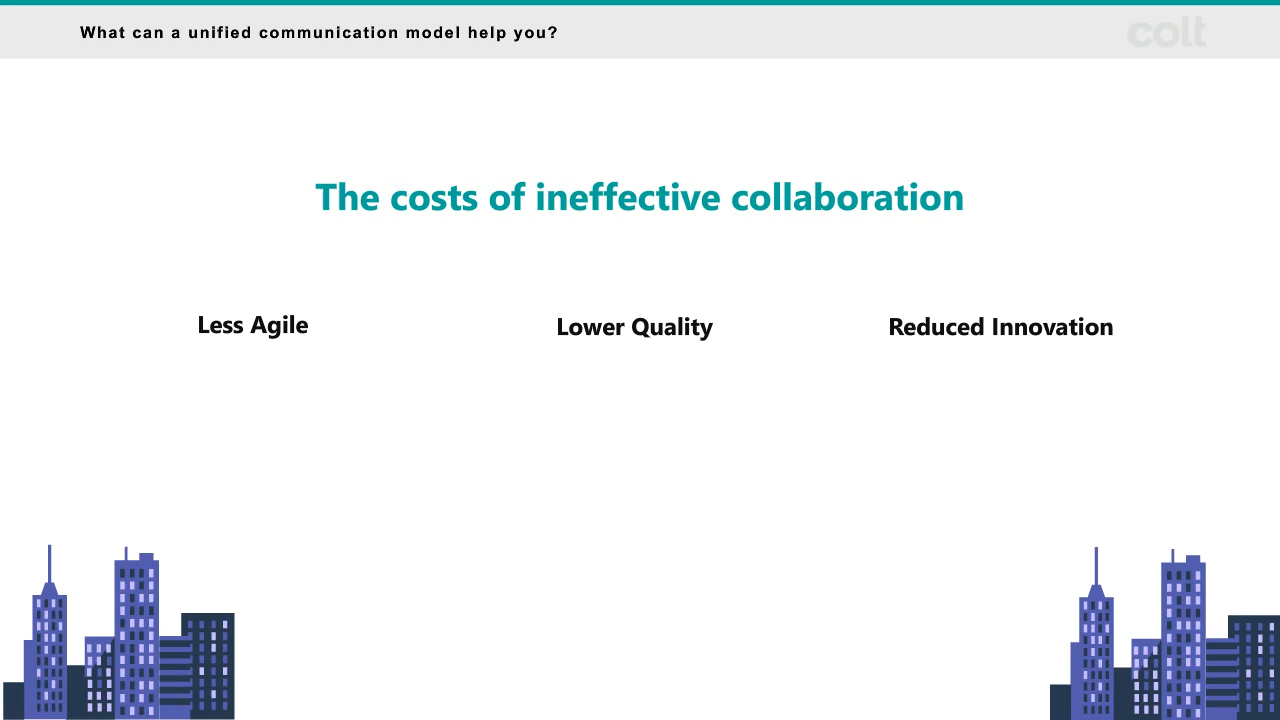 What can a unified communication model help you?
colt
The costs of ineffective collaboration
Less Agile
Lower Quality
Reduced Innovation